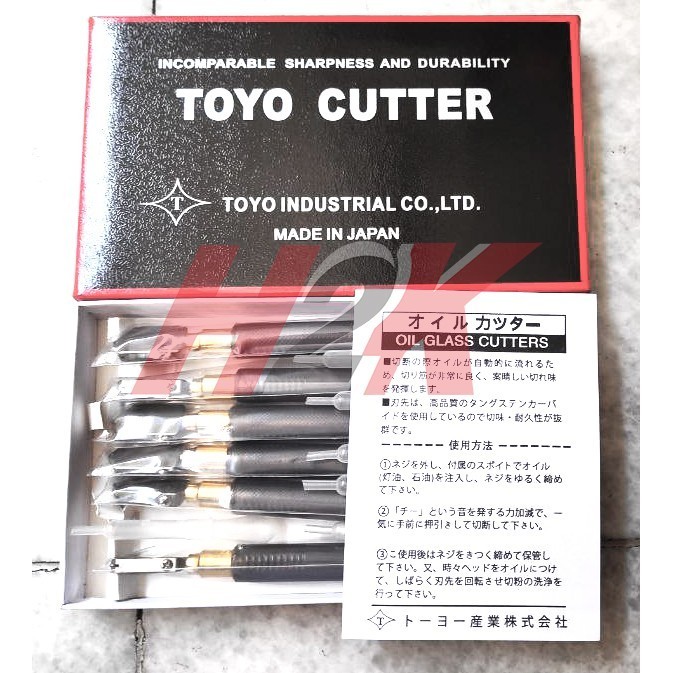 INCOMPARABLE SHARPNESS AND DURABILITY
TOYO CUTTER
T TOYO INDUSTRIAL CO.,LTD.
MADE IN JAPAN
H2K
オイルカッター
OIL GLASS CUTTERS
■切断の際オイルが自動的に流れるた
め、切り筋が非常に良く、素晴しい切れ味
を発揮します。
■刃先は、高品質のタングステンカーバ
イドを使用しているので切味・耐久性が抜
群です。
使用方法
①ネジを外し、付属のスポイトでオイル
(灯油、石油)を注入し、ネジをゆるく締め
て下さい。
②「チー」という音を発する力加減で、一
気に手前に押引きして切断して下さい。
③ご使用後はネジをきつく締めて保管し
て下さい。又、時々ヘッドをオイルにつけ
て、しばらく刃先を回転させ切粉の洗浄を
行って下さい。
T トーヨー産業株式会社